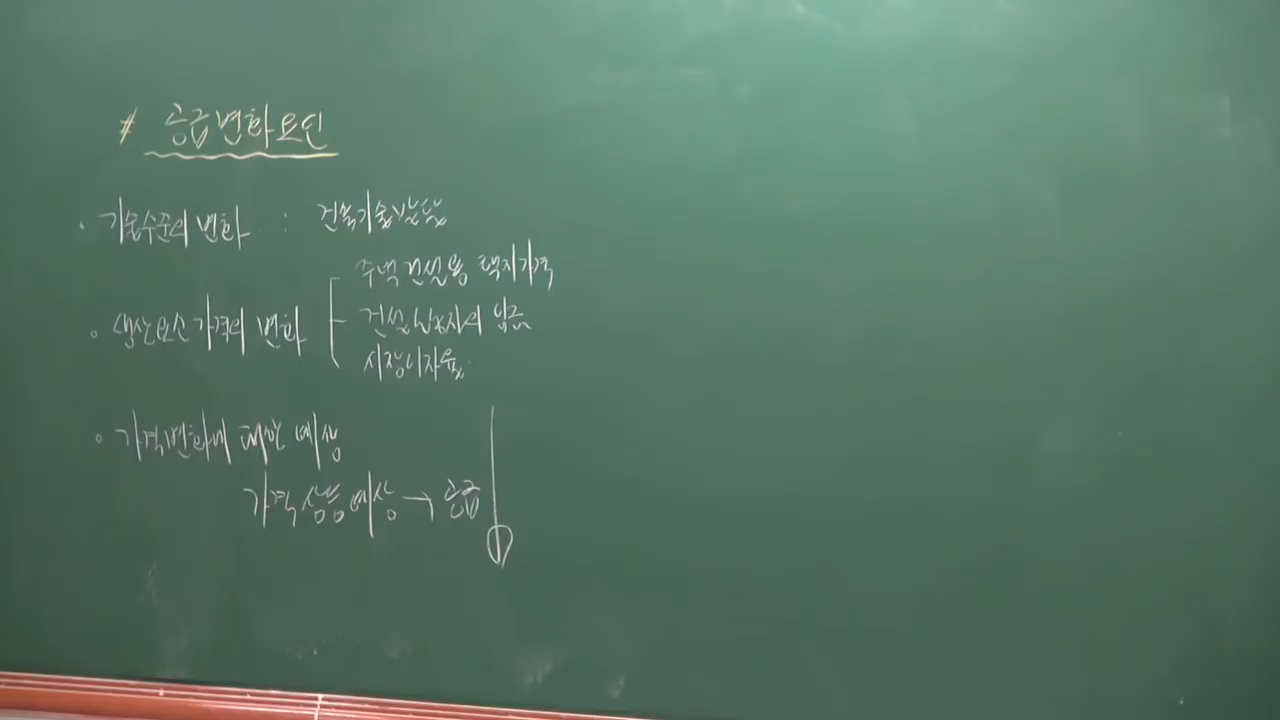 # 공급변화요인
· 기술수준의 변화 : 건축기술발달
· 생산요소가격의 변화
주택건설용 택지가격
건설노동자의 임금
시장이자율
· 가격변화에 대한 예상
가격상승예상 → 공급 ↓